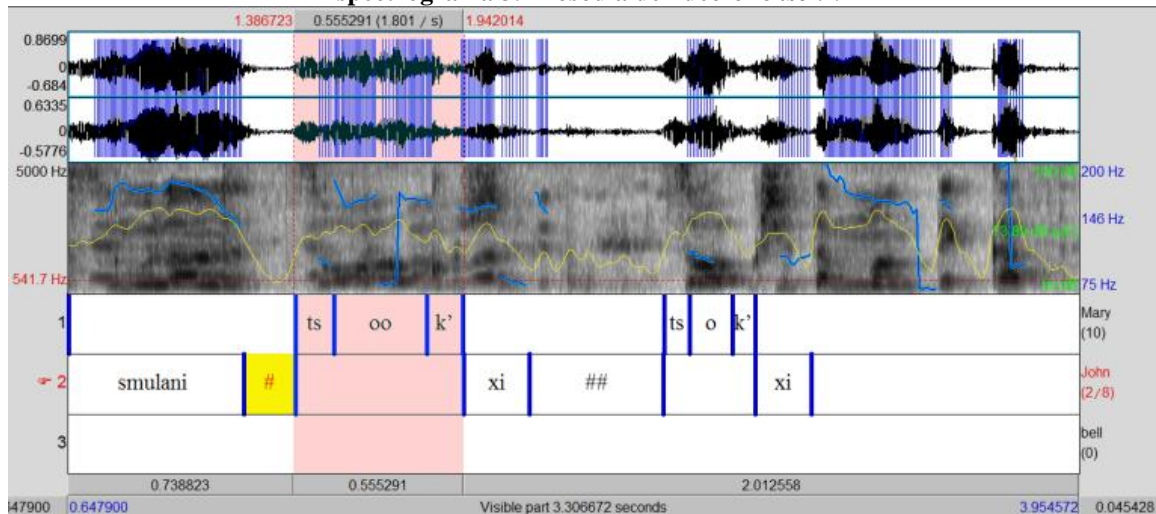 1.386723 0.555291 (1.801 / s) 1.942014
0.8699
0
-0.684
0.6335
0
-0.5776
5000 Hz 200 Hz
146 Hz
541.7 Hz 75 Hz
1 ts oo k’ ts o k’ Mary
(10)
2 smulani # xi ## xi John
(2/8)
3 bell
(0)
0.738823 0.555291 2.012558
647900 0.647900 Visible part 3.306672 seconds 3.954572 0.045428